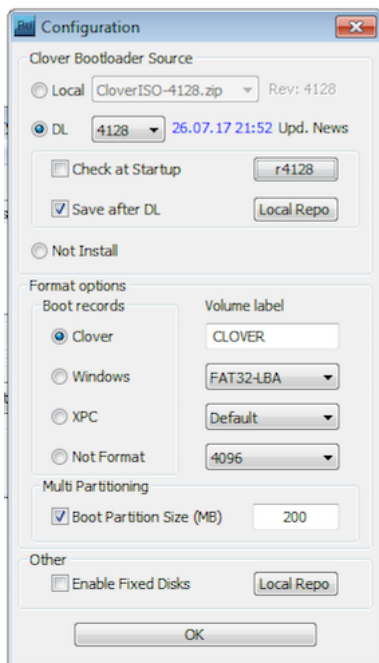 BDU Configuration
Clover Bootloader Source
Local CloverISO-4128.zip Rev: 4128
DL 4128 26.07.17 21:52 Upd. News
Check at Startup r4128
Save after DL Local Repo
Not Install
Format options
Boot records Volume label
Clover CLOVER
Windows FAT32-LBA
XPC Default
Not Format 4096
Multi Partitioning
Boot Partition Size (MB) 200
Other
Enable Fixed Disks Local Repo
OK